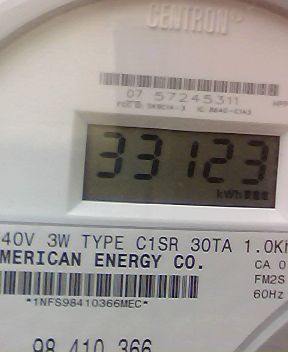 CENTRON®
07 57245311
33123
kWh
40V 3W TYPE C1SR 30TA 1.0Kh
MERICAN ENERGY CO. CA 0
FM2S
60Hz
*1NFS98410366MEC*
98 410 366